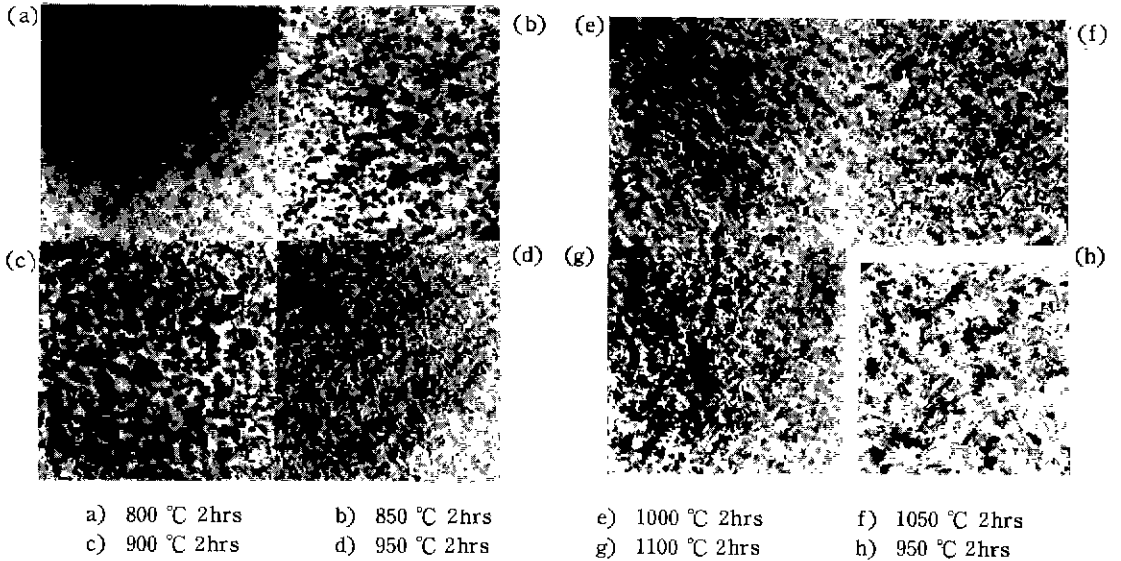 (a)
(b)
(c)
(d)
(e)
(f)
(g)
(h)
a) 800 ℃ 2hrs
b) 850 ℃ 2hrs
c) 900 ℃ 2hrs
d) 950 ℃ 2hrs
e) 1000 ℃ 2hrs
f) 1050 ℃ 2hrs
g) 1100 ℃ 2hrs
h) 950 ℃ 2hrs